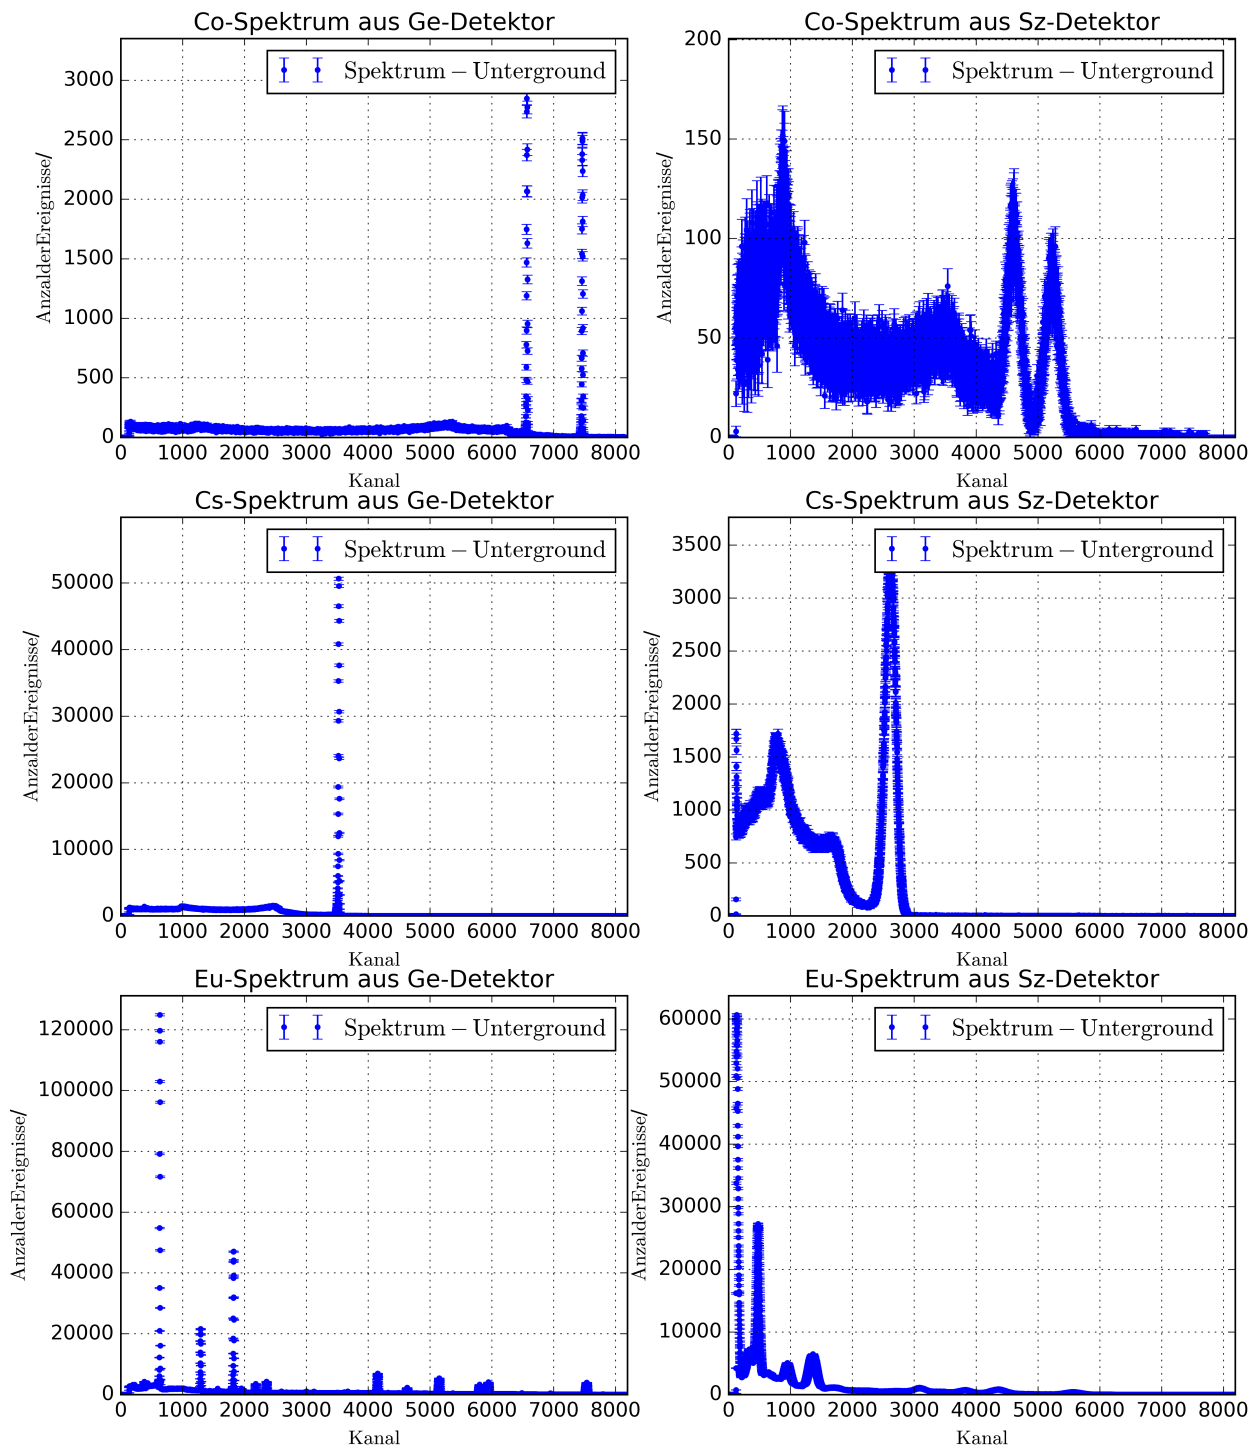 Co-Spektrum aus Ge-Detektor
Spektrum − Unterground
AnzalderEreignisse/
3000
2500
2000
1500
1000
500
0
0 1000 2000 3000 4000 5000 6000 7000 8000
Kanal
Co-Spektrum aus Sz-Detektor
Spektrum − Unterground
AnzalderEreignisse/
200
150
100
50
0
0 1000 2000 3000 4000 5000 6000 7000 8000
Kanal
Cs-Spektrum aus Ge-Detektor
Spektrum − Unterground
AnzalderEreignisse/
50000
40000
30000
20000
10000
0
0 1000 2000 3000 4000 5000 6000 7000 8000
Kanal
Cs-Spektrum aus Sz-Detektor
Spektrum − Unterground
AnzalderEreignisse/
3500
3000
2500
2000
1500
1000
500
0
0 1000 2000 3000 4000 5000 6000 7000 8000
Kanal
Eu-Spektrum aus Ge-Detektor
Spektrum − Unterground
AnzalderEreignisse/
120000
100000
80000
60000
40000
20000
0
0 1000 2000 3000 4000 5000 6000 7000 8000
Kanal
Eu-Spektrum aus Sz-Detektor
Spektrum − Unterground
AnzalderEreignisse/
60000
50000
40000
30000
20000
10000
0
0 1000 2000 3000 4000 5000 6000 7000 8000
Kanal